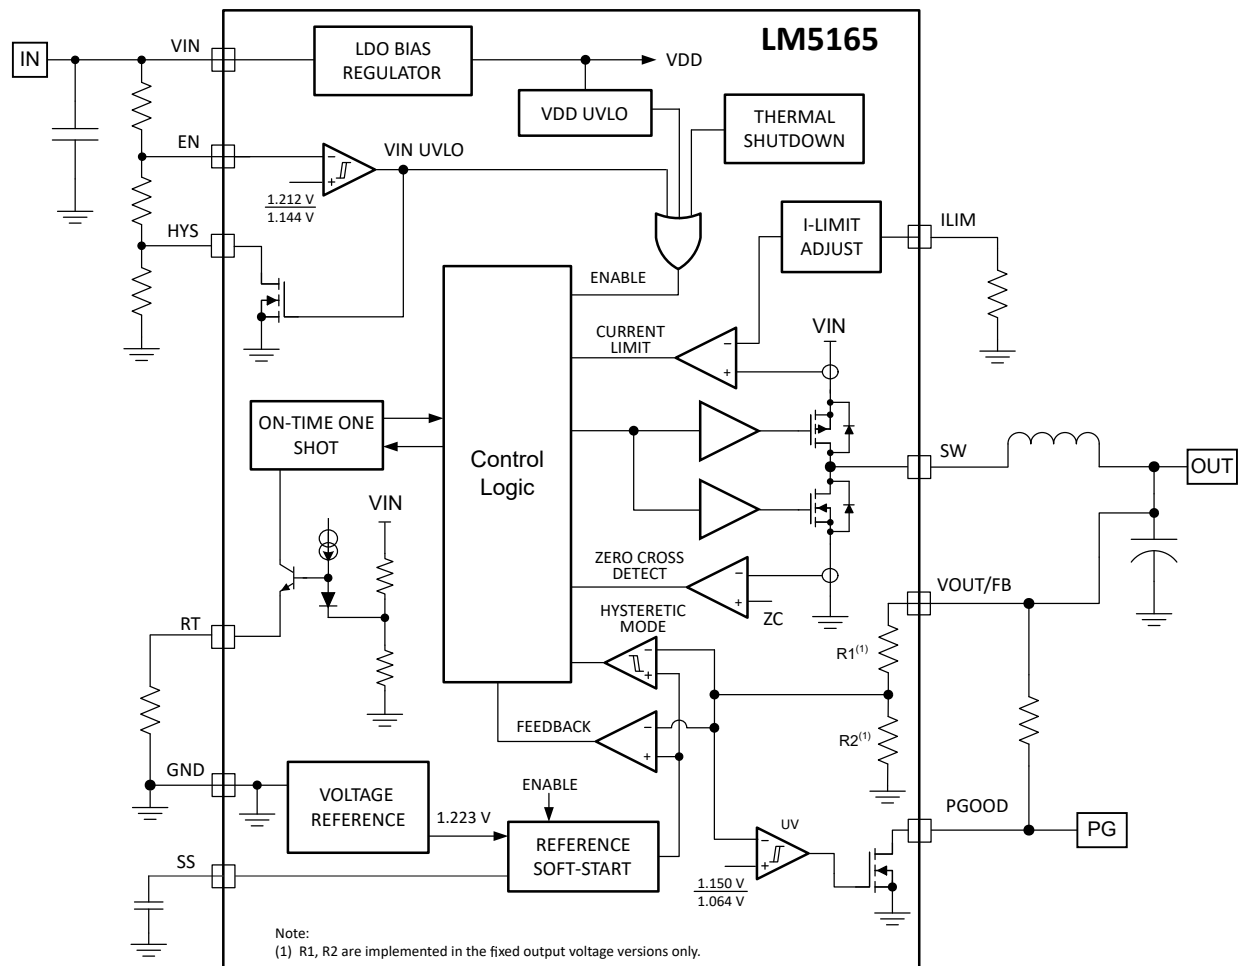 LM5165
IN
VIN
LDO BIAS
REGULATOR
VDD
VDD UVLO
THERMAL
SHUTDOWN
EN
−
+
VIN UVLO
1.212 V
1.144 V
HYS
I-LIMIT
ADJUST
ILIM
ENABLE
CURRENT
LIMIT
−
+
VIN
ON-TIME ONE
SHOT
Control
Logic
SW
OUT
VIN
ZERO CROSS
DETECT
−
+
ZC
VOUT/FB
HYSTERETIC
MODE
RT
−
+
R1(1)
FEEDBACK
−
+
R2(1)
GND
VOLTAGE
REFERENCE
1.223 V
ENABLE
REFERENCE
SOFT-START
PGOOD
PG
UV
−
+
1.150 V
1.064 V
SS
Note:
(1) R1, R2 are implemented in the fixed output voltage versions only.